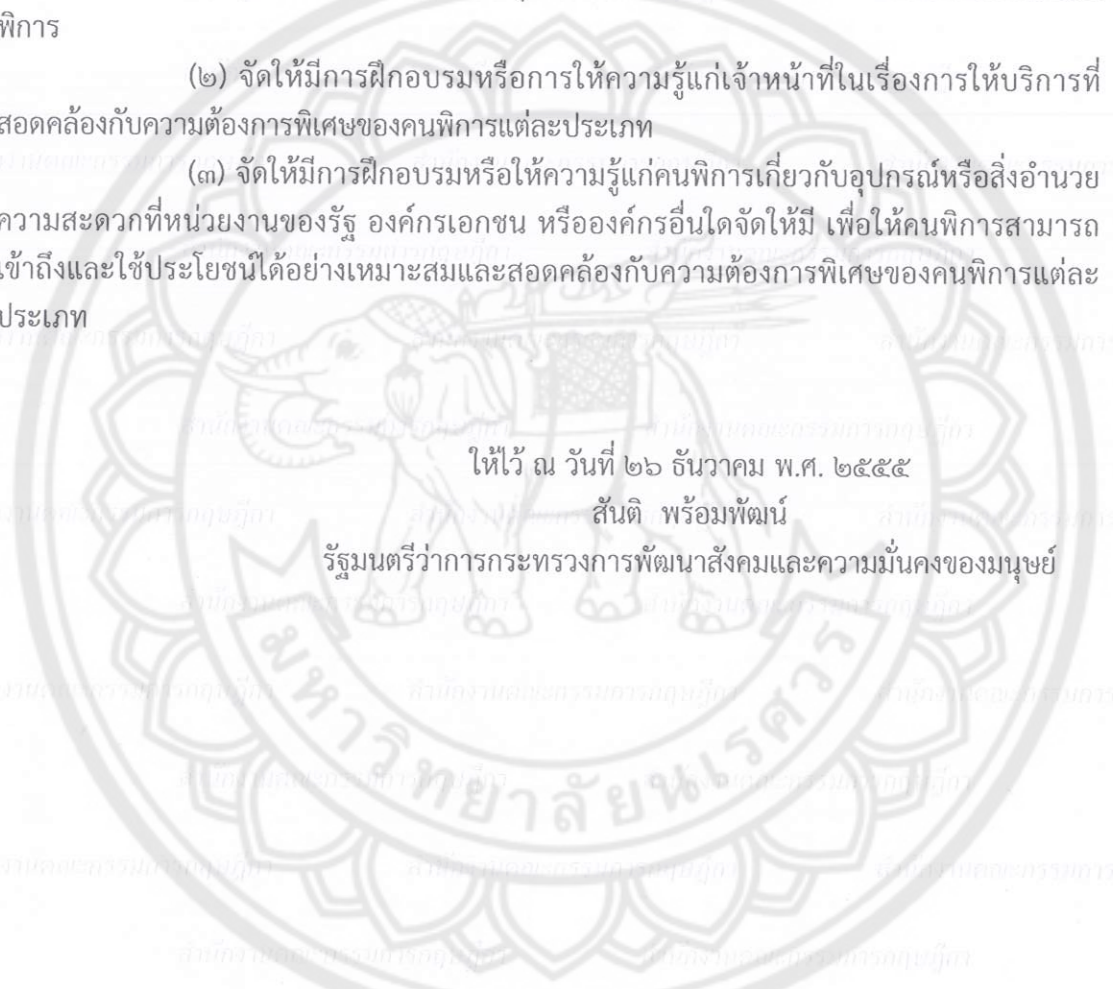 พิการ
(๒) จัดให้มีการฝึกอบรมหรือการให้ความรู้แก่เจ้าหน้าที่ในเรื่องการให้บริการที่
สอดคล้องกับความต้องการพิเศษของคนพิการแต่ละประเภท
(๓) จัดให้มีการฝึกอบรมหรือให้ความรู้แก่คนพิการเกี่ยวกับอุปกรณ์หรือสิ่งอำนวย
ความสะดวกที่หน่วยงานของรัฐ องค์กรเอกชน หรือองค์กรอื่นใดจัดให้มี เพื่อให้คนพิการสามารถ
เข้าถึงและใช้ประโยชน์ได้อย่างเหมาะสมและสอดคล้องกับความต้องการพิเศษของคนพิการแต่ละ
ประเภท
ให้ไว้ ณ วันที่ ๒๖ ธันวาคม พ.ศ. ๒๕๕๕
สันติ พร้อมพัฒน์
รัฐมนตรีว่าการกระทรวงการพัฒนาสังคมและความมั่นคงของมนุษย์
มหาวิทยาลัยนเรศวร